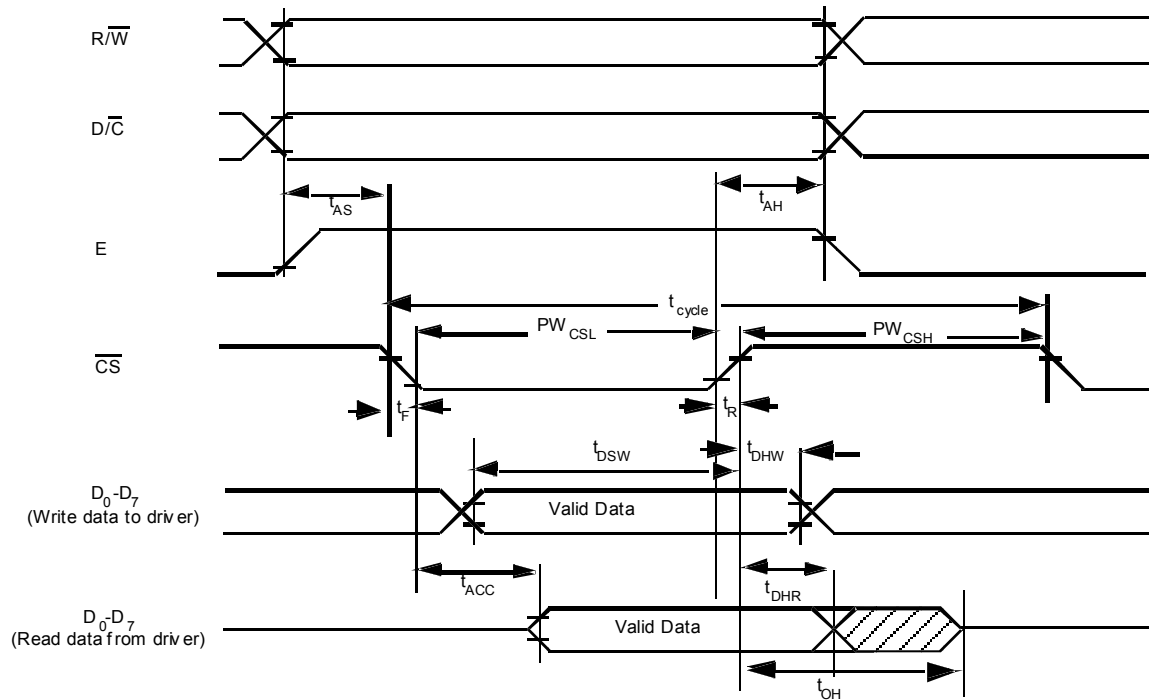 R/W̅
D/C̅
t_AS
t_AH
E
t_cycle
PW_CSL
PW_CSH
C̅S̅
t_F
t_R
t_DSW
t_DHW
D_0-D_7
(Write data to driver)
Valid Data
t_ACC
t_DHR
D_0-D_7
(Read data from driver)
Valid Data
t_OH